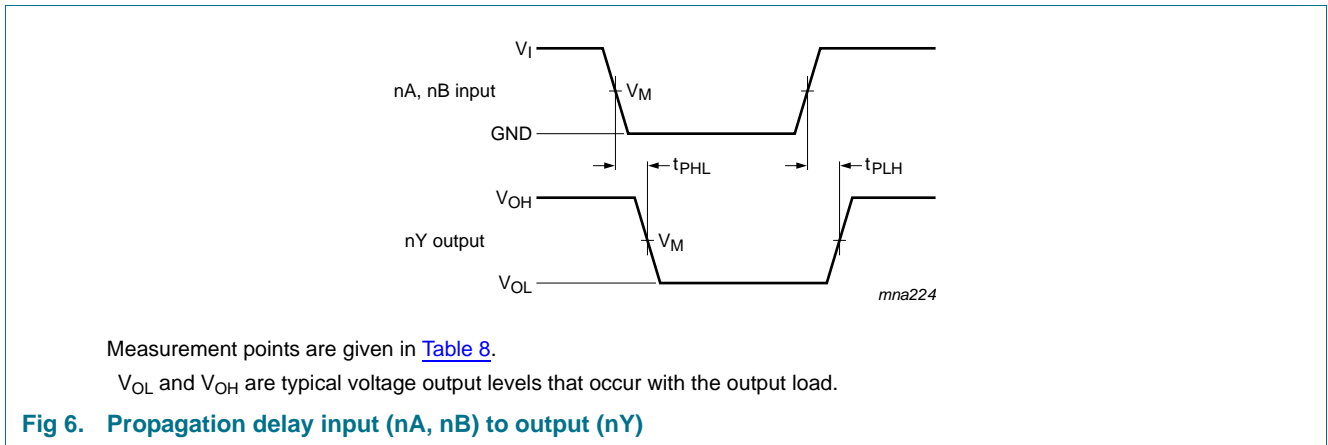 VI
nA, nB input
VM
GND
tPHL
tPLH
VOH
nY output
VM
VOL
mna224
Measurement points are given in Table 8.
VOL and VOH are typical voltage output levels that occur with the output load.
Fig 6. Propagation delay input (nA, nB) to output (nY)